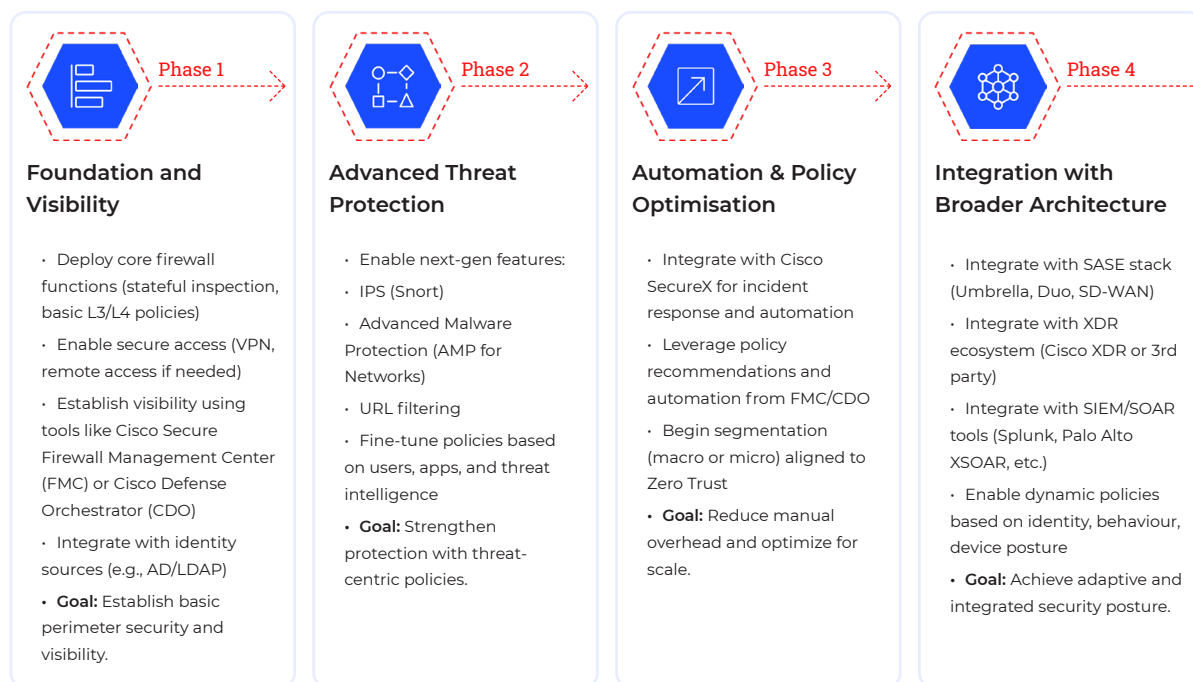 Phase 1
Foundation and
Visibility
• Deploy core firewall
functions (stateful inspection,
basic L3/L4 policies)
• Enable secure access (VPN,
remote access if needed)
• Establish visibility using
tools like Cisco Secure
Firewall Management Center
(FMC) or Cisco Defense
Orchestrator (CDO)
• Integrate with identity
sources (e.g., AD/LDAP)
• Goal: Establish basic
perimeter security and
visibility.
Phase 2
Advanced Threat
Protection
• Enable next-gen features:
• IPS (Snort)
• Advanced Malware
Protection (AMP for
Networks)
• URL filtering
• Fine-tune policies based
on users, apps, and threat
intelligence
• Goal: Strengthen
protection with threat-
centric policies.
Phase 3
Automation & Policy
Optimisation
• Integrate with Cisco
SecureX for incident
response and automation
• Leverage policy
recommendations and
automation from FMC/CDO
• Begin segmentation
(macro or micro) aligned to
Zero Trust
• Goal: Reduce manual
overhead and optimize for
scale.
Phase 4
Integration with
Broader Architecture
• Integrate with SASE stack
(Umbrella, Duo, SD-WAN)
• Integrate with XDR
ecosystem (Cisco XDR or 3rd
party)
• Integrate with SIEM/SOAR
tools (Splunk, Palo Alto
XSOAR, etc.)
• Enable dynamic policies
based on identity, behaviour,
device posture
• Goal: Achieve adaptive and
integrated security posture.